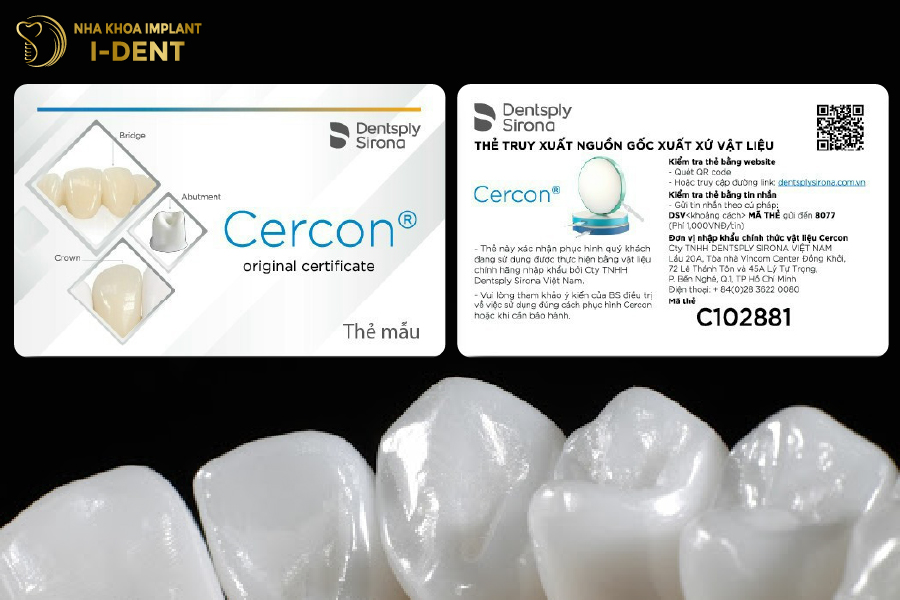 NHA KHOA IMPLANT
I-DENT
Bridge
Abutment
Crown
Dentsply
Sirona
Cercon®
original certificate
Thẻ mẫu
Dentsply
Sirona
THẺ TRUY XUẤT NGUỒN GỐC XUẤT XỨ VẬT LIỆU
Cercon®
- Thẻ này xác nhận phục hình quý khách
đang sử dụng được thực hiện bằng vật liệu
chính hãng nhập khẩu bởi Cty TNHH
Dentsply Sirona Việt Nam.
- Vui lòng tham khảo ý kiến của BS điều trị
về việc sử dụng đúng cách phục hình Cercon
hoặc khi cần bảo hành.
Kiểm tra thẻ bằng website
- Quét QR code
- Hoặc truy cập đường link: dentsplysirona.com.vn
Kiểm tra thẻ bằng tin nhắn
- Gửi tin nhắn theo cú pháp:
DSV<khoảng cách> MÃ THẺ gửi đến 8077
(Phí 1,000VNĐ/tin)
Đơn vị nhập khẩu chính thức vật liệu Cercon
Cty TNHH DENTSPLY SIRONA VIỆT NAM
Lầu 20A, Tòa nhà Vincom Center Đồng Khởi,
72 Lê Thánh Tôn và 45A Lý Tự Trọng,
P. Bến Nghé, Q.1, TP Hồ Chí Minh
Điện thoại: +84(0)28 3622 0080
Mã thẻ
C102881